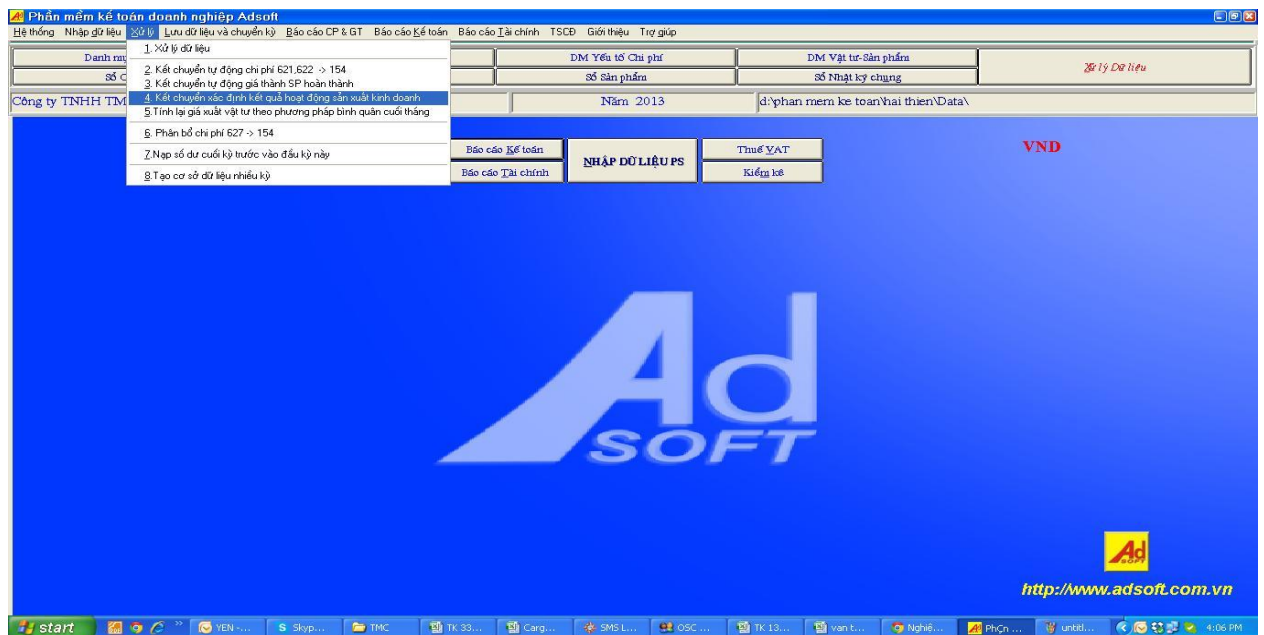 Phần mềm kế toán doanh nghiệp Adsoft
Hệ thống Nhập dữ liệu Xử lý Lưu dữ liệu và chuyển kỳ Báo cáo CP & GT Báo cáo Kế toán Báo cáo Tài chính TSCĐ Giới thiệu Trợ giúp
1. Xử lý dữ liệu
2. Kết chuyển tự động chi phí 621,622 -> 154
3. Kết chuyển tự động giá thành SP hoàn thành
4. Kết chuyển xác định kết quả hoạt động sản xuất kinh doanh
5.Tính lại giá xuất vật tư theo phương pháp bình quân cuối tháng
6. Phân bổ chi phí 627 -> 154
7.Nạp số dư cuối kỳ trước vào đầu kỳ này
8.Tạo cơ sở dữ liệu nhiều kỳ
Danh
DM Yếu tố Chi phí
DM Vật tư-Sản phẩm
Xử lý Dữ liệu
Sổ
Sổ Sản phẩm
Sổ Nhật ký chung
Công ty TNHH TM
Năm 2013
d:\phan mem ke toan\hai thien\Data\
Báo cáo Kế toán
NHẬP DỮ LIỆU PS
Thuế VAT
VND
Báo cáo Tài chính
Kiểm kê
Ad
SOFT
Ad
SOFT
http://www.adsoft.com.vn
start
YEN -...
Skyp...
TMC
TK 33...
Carg...
SMS L...
OSC ...
TK 13...
van t...
Nghiê...
PhÇn ...
untitl...
4:06 PM